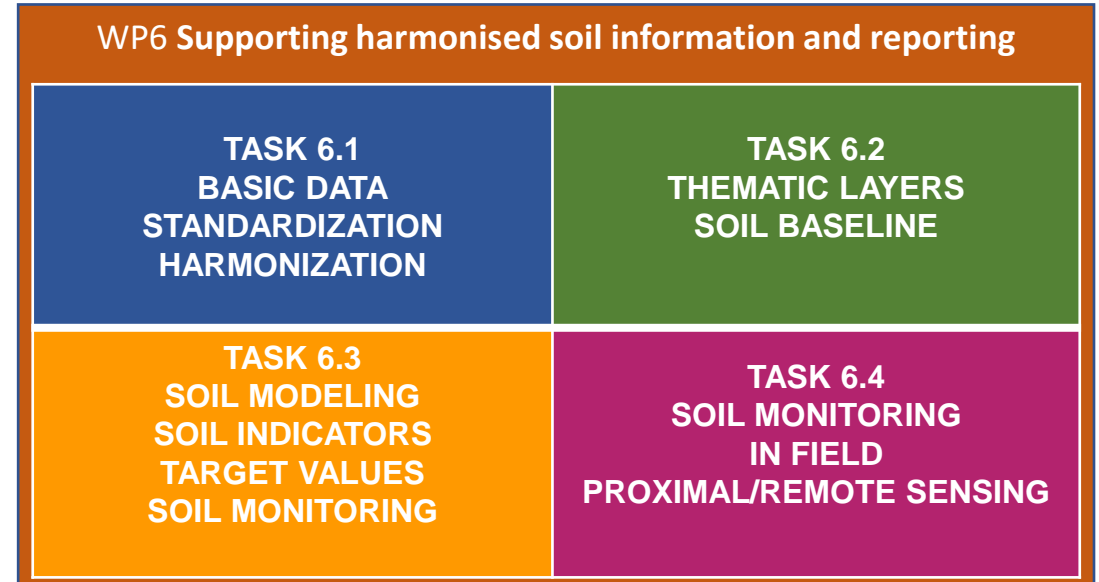 WP6 Supporting harmonised soil information and reporting
TASK 6.1
BASIC DATA
STANDARDIZATION
HARMONIZATION
TASK 6.2
THEMATIC LAYERS
SOIL BASELINE
TASK 6.3
SOIL MODELING
SOIL INDICATORS
TARGET VALUES
SOIL MONITORING
TASK 6.4
SOIL MONITORING
IN FIELD
PROXIMAL/REMOTE SENSING